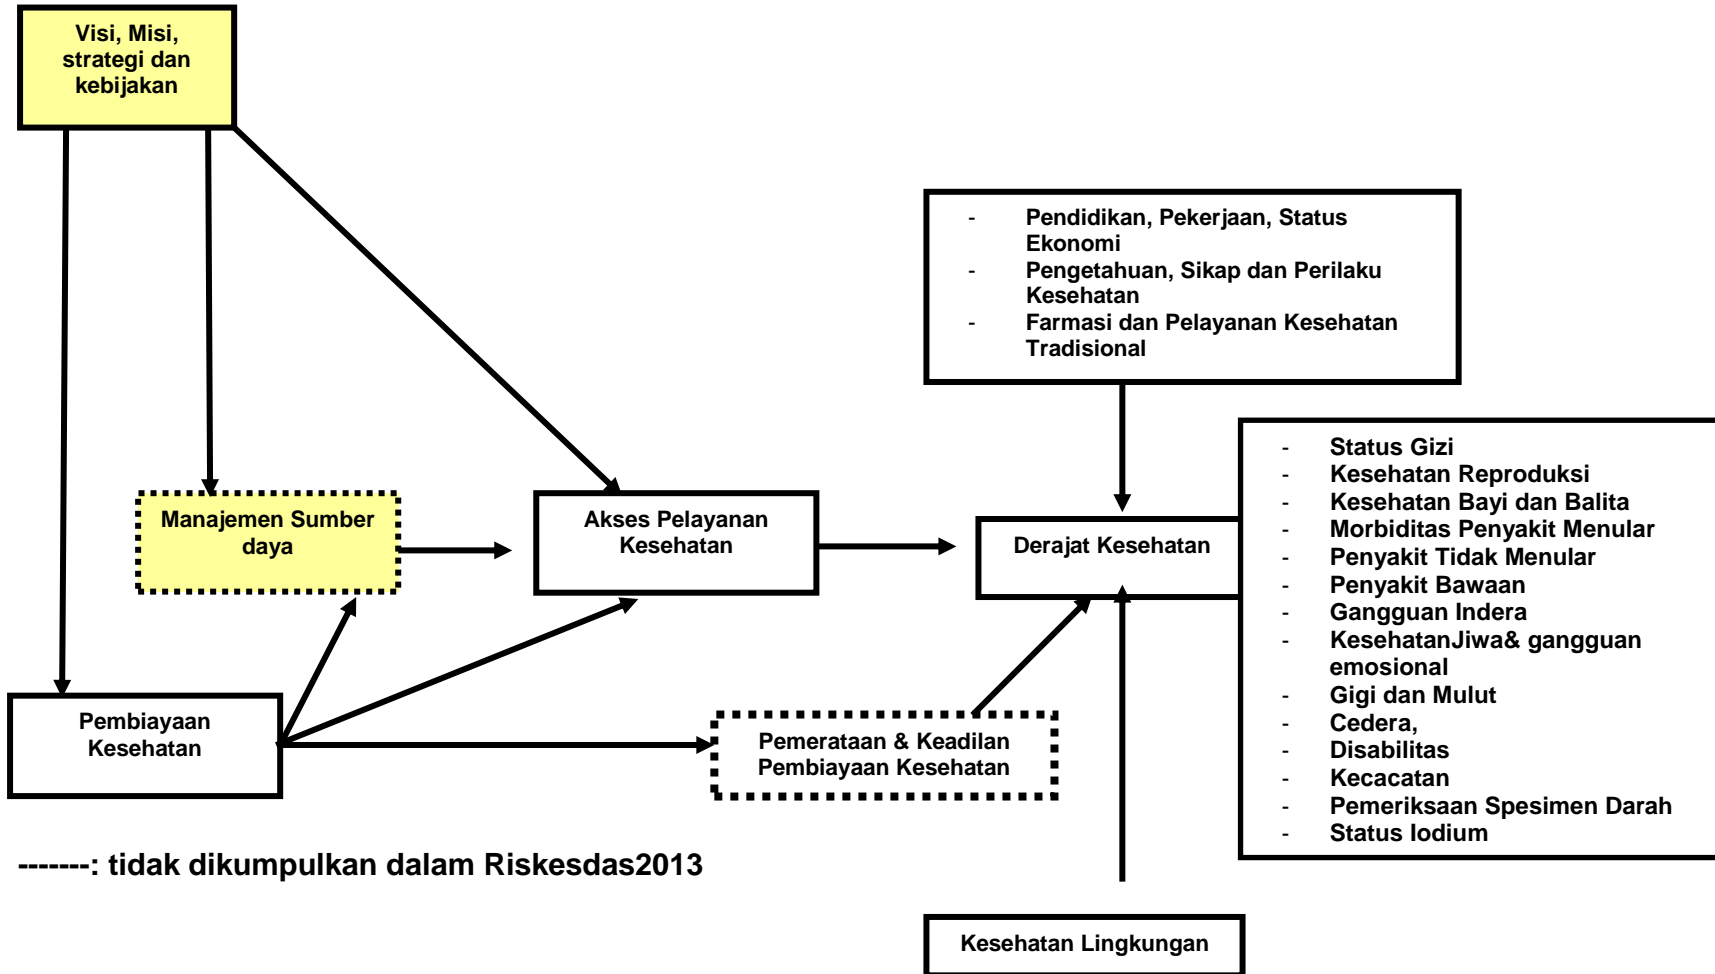 Visi, Misi,
strategi dan
kebijakan
- Pendidikan, Pekerjaan, Status
Ekonomi
- Pengetahuan, Sikap dan Perilaku
Kesehatan
- Farmasi dan Pelayanan Kesehatan
Tradisional
Manajemen Sumber
daya
Akses Pelayanan
Kesehatan
Derajat Kesehatan
- Status Gizi
- Kesehatan Reproduksi
- Kesehatan Bayi dan Balita
- Morbiditas Penyakit Menular
- Penyakit Tidak Menular
- Penyakit Bawaan
- Gangguan Indera
- KesehatanJiwa& gangguan
emosional
- Gigi dan Mulut
- Cedera,
- Disabilitas
- Kecacatan
- Pemeriksaan Spesimen Darah
- Status Iodium
Pembiayaan
Kesehatan
Pemerataan & Keadilan
Pembiayaan Kesehatan
-------: tidak dikumpulkan dalam Riskesdas2013
Kesehatan Lingkungan